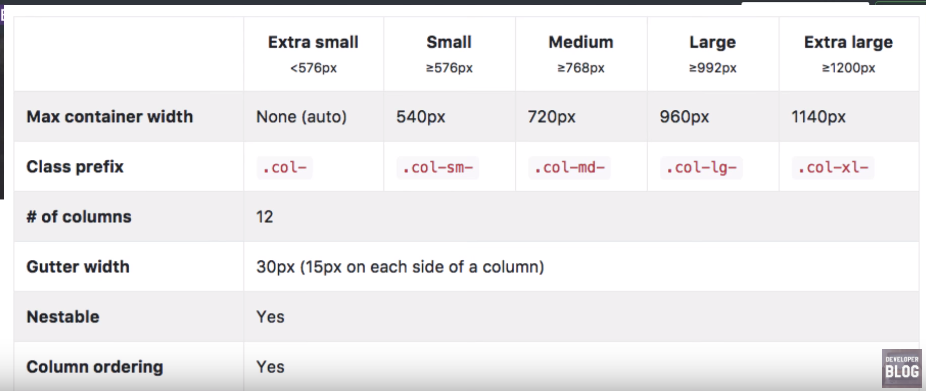 Extra small Small Medium Large Extra large
<576px ≥576px ≥768px ≥992px ≥1200px
Max container width None (auto) 540px 720px 960px 1140px
Class prefix .col- .col-sm- .col-md- .col-lg- .col-xl-
# of columns 12
Gutter width 30px (15px on each side of a column)
Nestable Yes
Column ordering Yes
DEVELOPER
BLOG